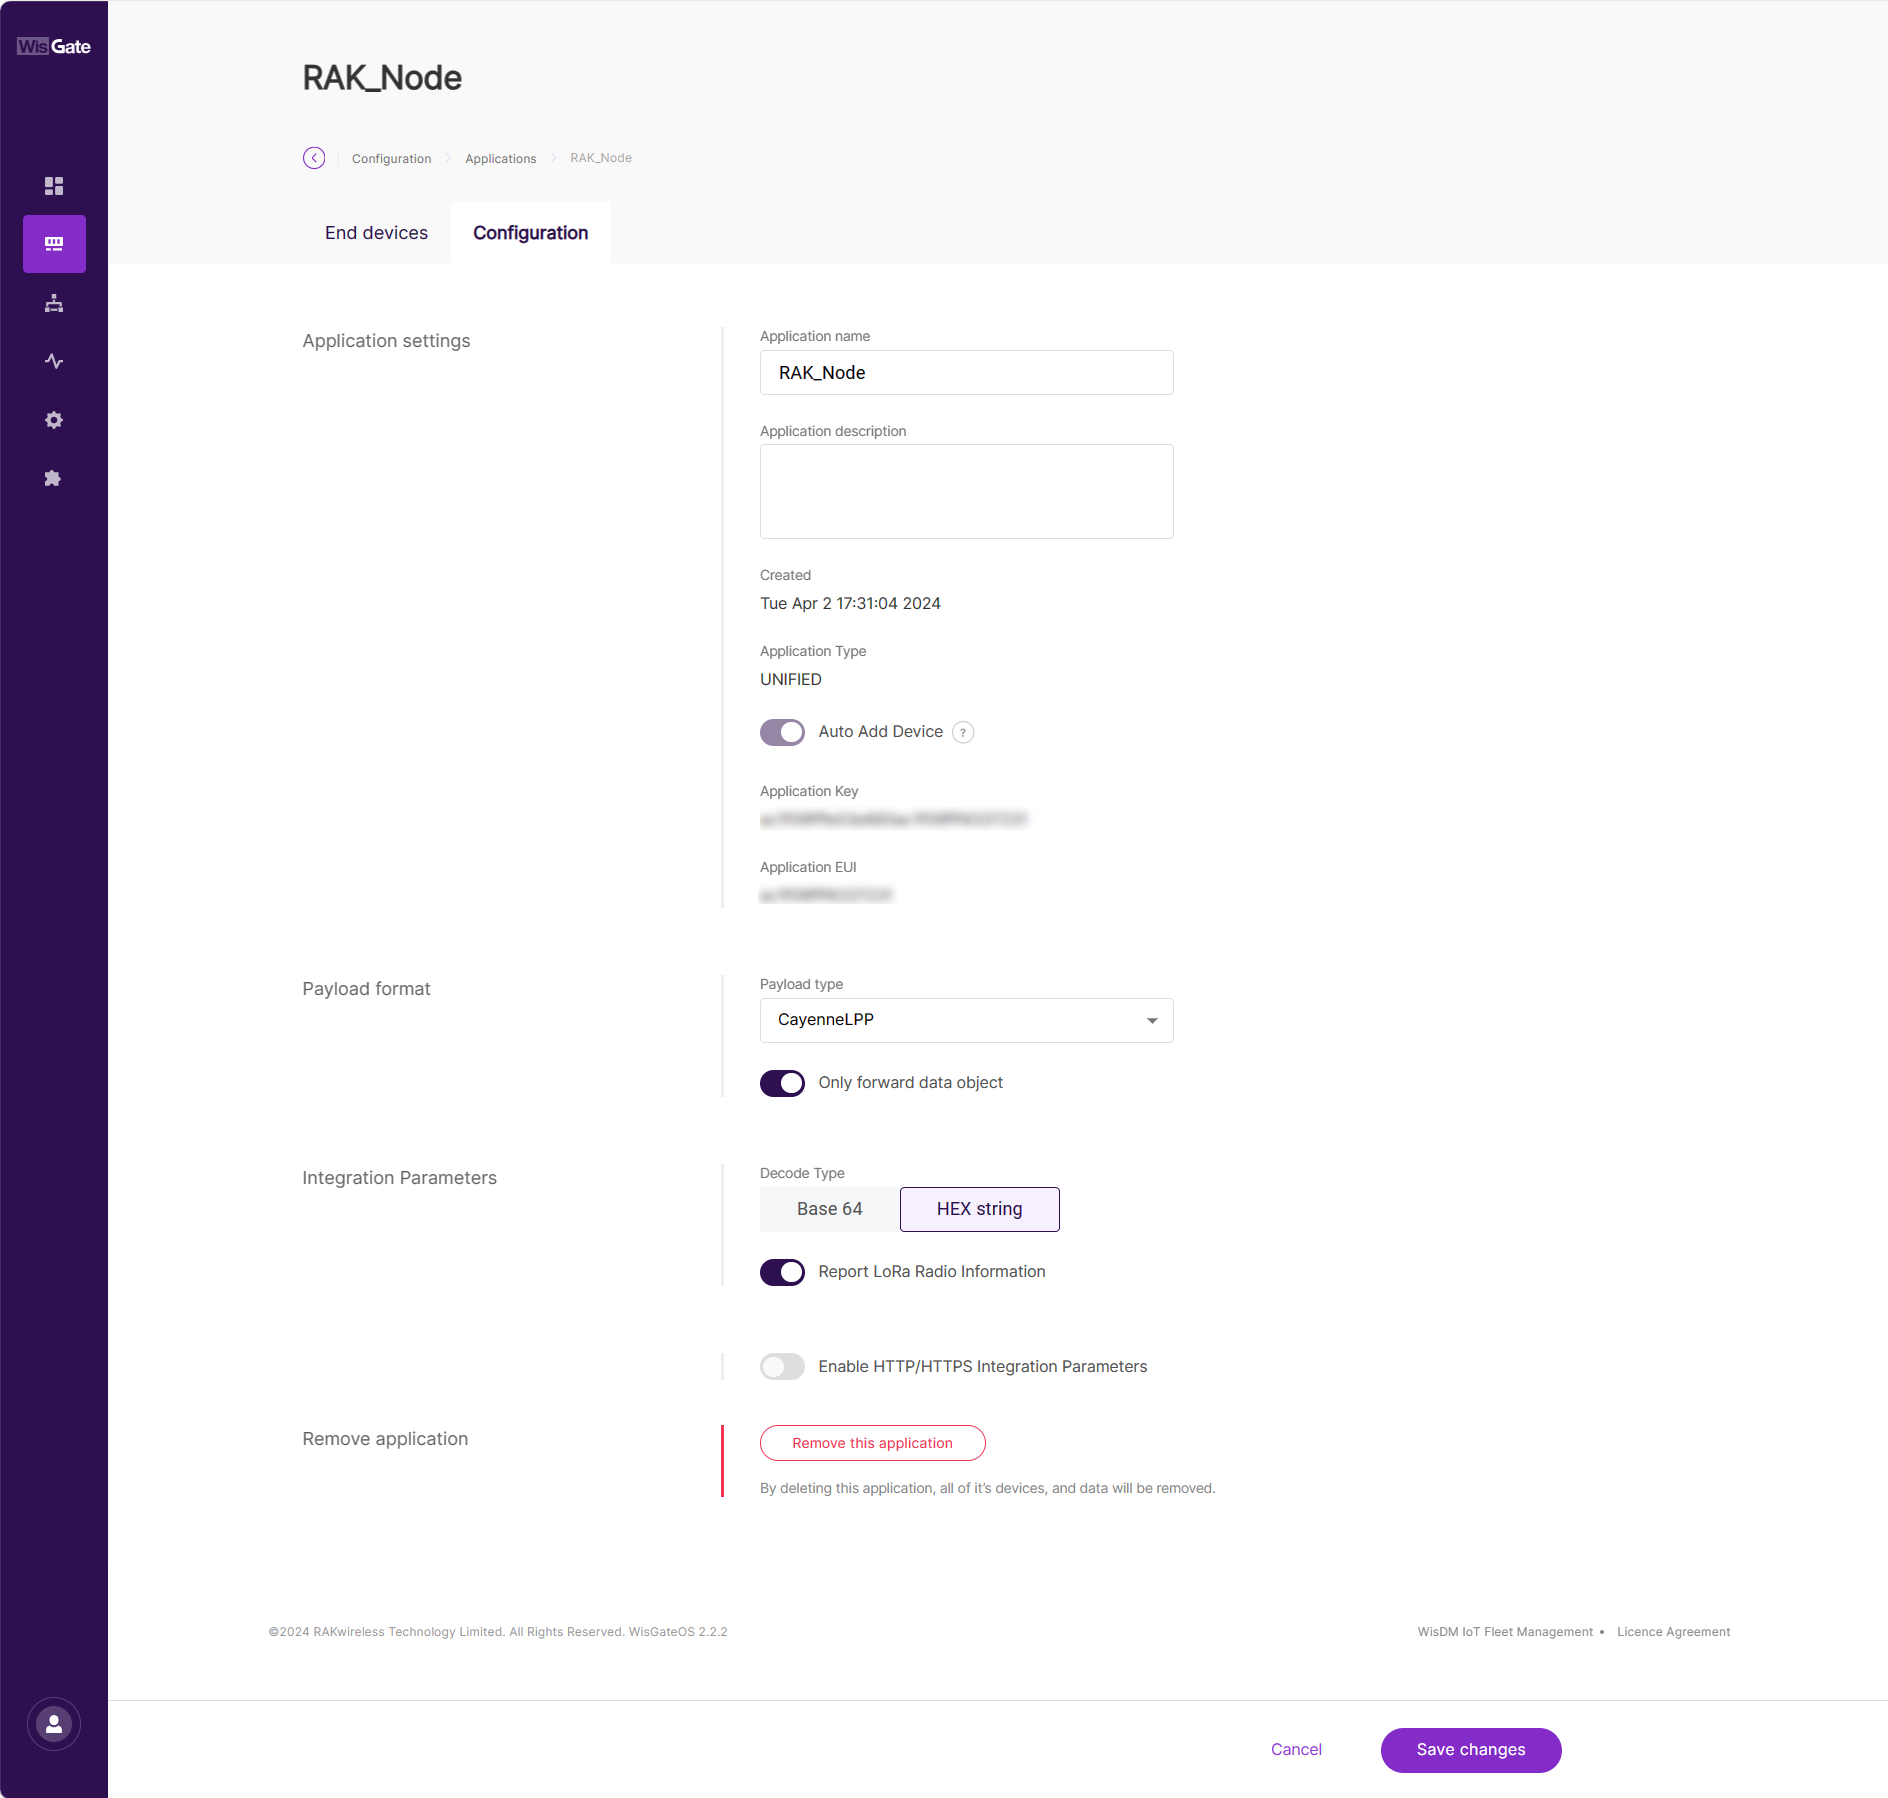 WisGate
RAK_Node
Configuration
Applications
RAK_Node
End devices
Configuration
Application settings
Application name
RAK_Node
Application description
Created
Tue Apr 2 17:31:04 2024
Application Type
UNIFIED
Auto Add Device ?
Application Key
Application EUI
Payload format
Payload type
CayenneLPP
Only forward data object
Integration Parameters
Decode Type
Base 64
HEX string
Report LoRa Radio Information
Enable HTTP/HTTPS Integration Parameters
Remove application
Remove this application
By deleting this application, all of it's devices, and data will be removed.
©2024 RAKwireless Technology Limited. All Rights Reserved. WisGateOS 2.2.2
WisDM IoT Fleet Management • Licence Agreement
Cancel
Save changes